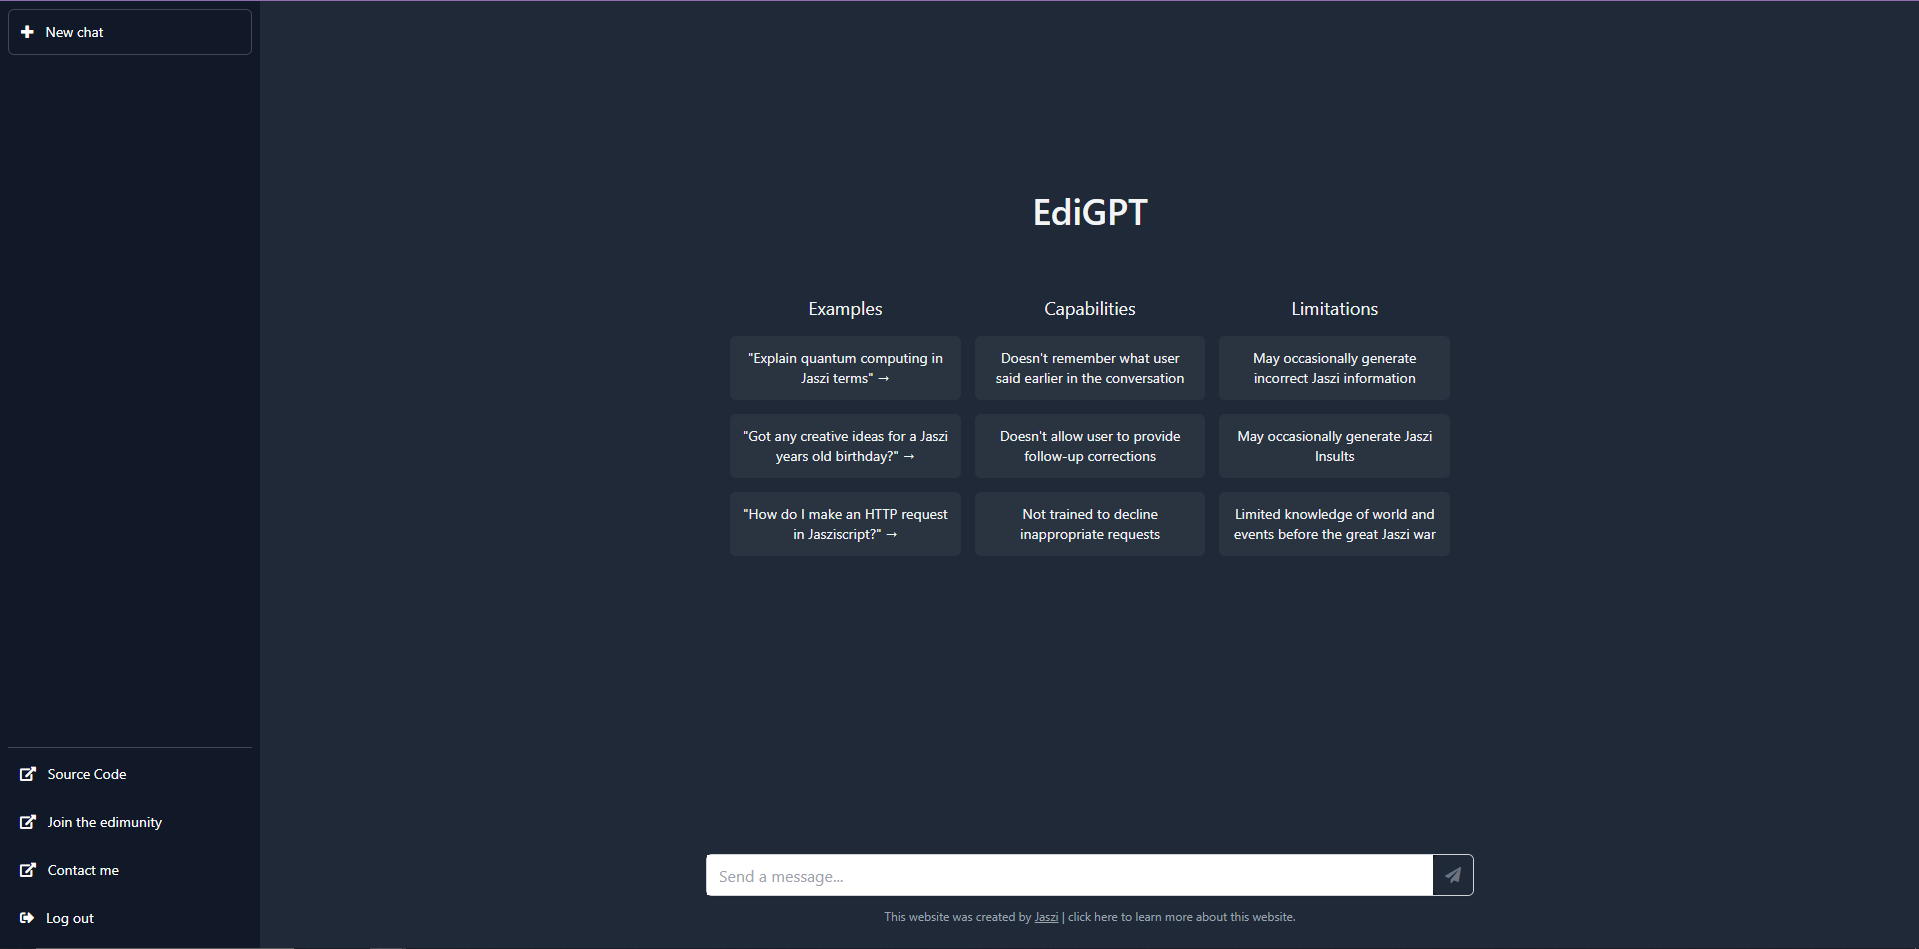 New chat
EdiGPT
Examples
"Explain quantum computing in
Jaszi terms" →
"Got any creative ideas for a Jaszi
years old birthday?" →
"How do I make an HTTP request
in Jasziscript?" →
Capabilities
Doesn't remember what user
said earlier in the conversation
Doesn't allow user to provide
follow-up corrections
Not trained to decline
inappropriate requests
Limitations
May occasionally generate
incorrect Jaszi information
May occasionally generate Jaszi
Insults
Limited knowledge of world and
events before the great Jaszi war
Source Code
Join the edimunity
Contact me
Log out
Send a message...
This website was created by Jaszi | click here to learn more about this website.